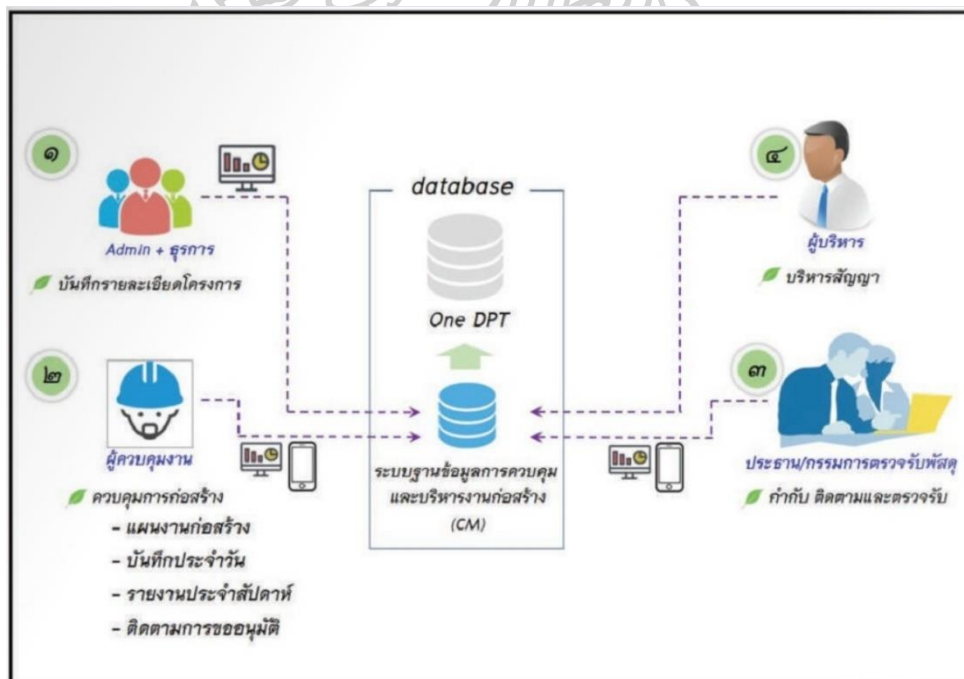 ๑
Admin + ธุรการ
บันทึกรายละเอียดโครงการ
๒
ผู้ควบคุมงาน
ควบคุมการก่อสร้าง
- แผนงานก่อสร้าง
- บันทึกประจำวัน
- รายงานประจำสัปดาห์
- ติดตามการขออนุมัติ
database
One DPT
ระบบฐานข้อมูลการควบคุม
และบริหารงานก่อสร้าง
(CM)
๔
ผู้บริหาร
บริหารสัญญา
๓
ประธาน/กรรมการตรวจรับพัสดุ
กำกับ ติดตามและตรวจรับ